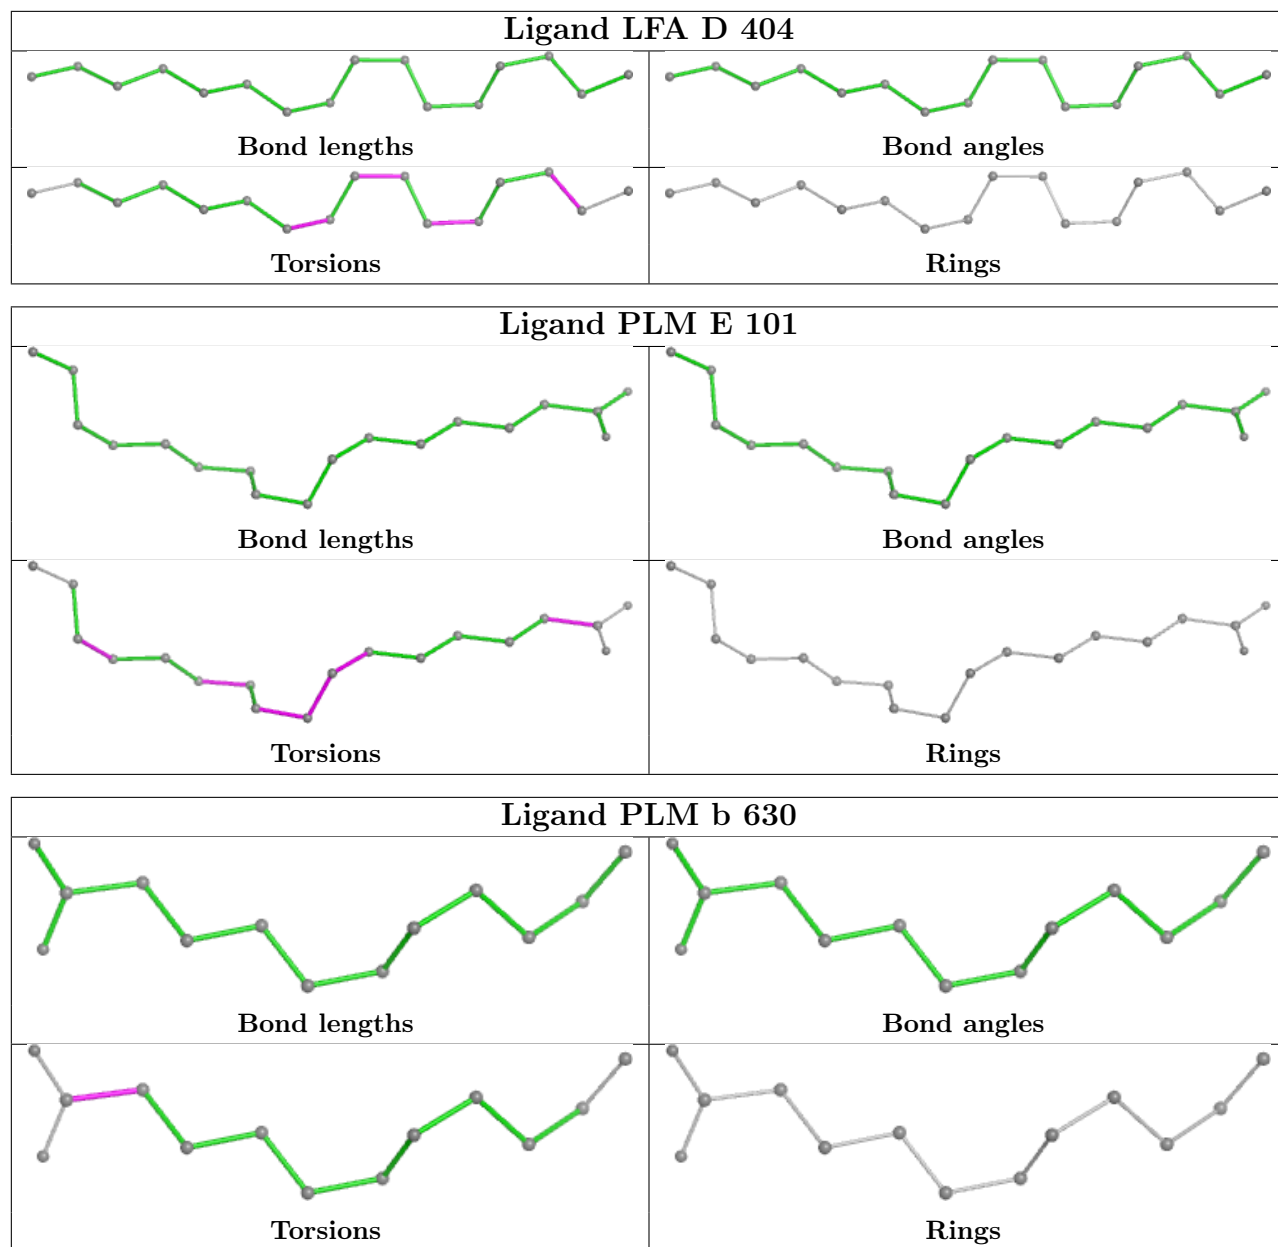 Ligand LFA D 404
Bond lengths
Bond angles
Torsions
Rings
Ligand PLM E 101
Bond lengths
Bond angles
Torsions
Rings
Ligand PLM b 630
Bond lengths
Bond angles
Torsions
Rings